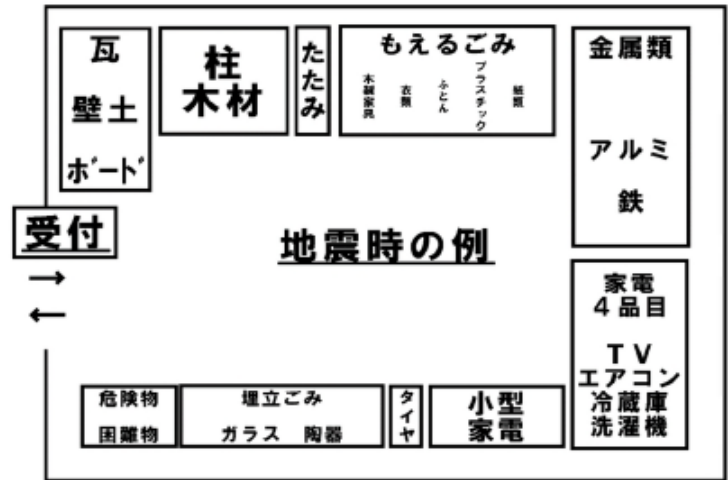 瓦
壁土
ボード
柱
木材
たたみ
もえるごみ
木製家具
衣類
ふとん
プラスチック
紙類
金属類
アルミ
鉄
受付
→
←
地震時の例
家電
4品目
TV
エアコン
冷蔵庫
洗濯機
危険物
困難物
埋立ごみ
ガラス 陶器
タイヤ
小型
家電